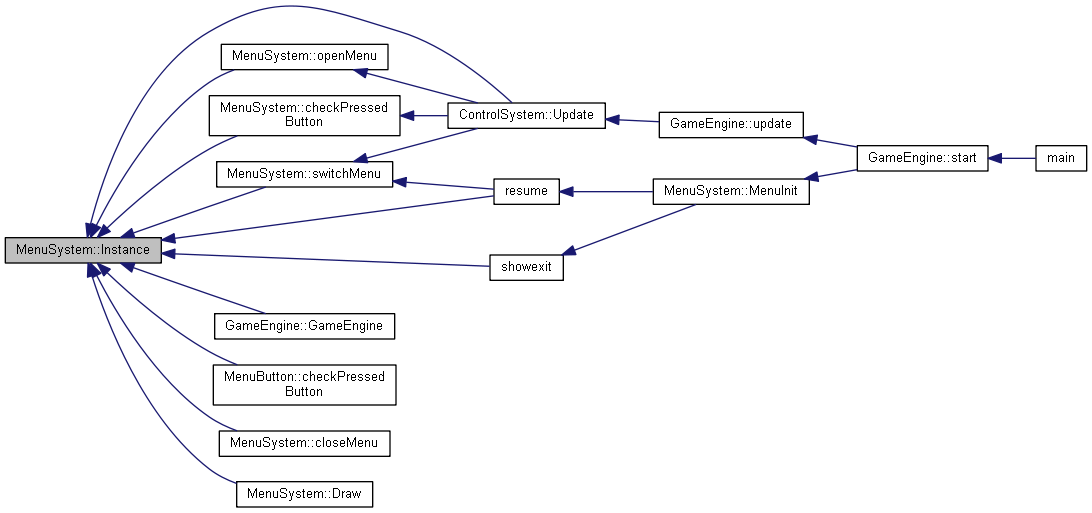 MenuSystem::openMenu
MenuSystem::checkPressed
Button
ControlSystem::Update
GameEngine::update
GameEngine::start
main
MenuSystem::switchMenu
resume
MenuSystem::MenuInit
MenuSystem::Instance
showexit
GameEngine::GameEngine
MenuButton::checkPressed
Button
MenuSystem::closeMenu
MenuSystem::Draw